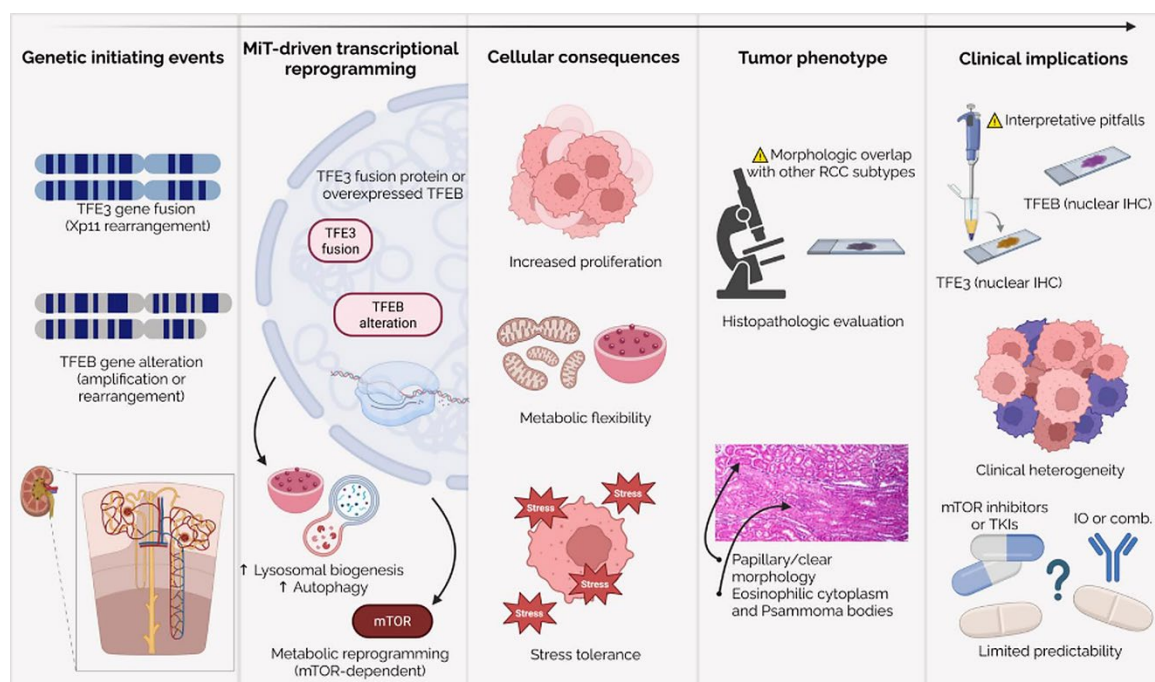 Genetic initiating events
TFE3 gene fusion
(Xp11 rearrangement)
TFEB gene alteration
(amplification or
rearrangement)
MiT-driven transcriptional
reprogramming
TFE3 fusion protein or
overexpressed TFEB
TFE3
fusion
TFEB
alteration
↑ Lysosomal biogenesis
↑ Autophagy
mTOR
Metabolic reprogramming
(mTOR-dependent)
Cellular consequences
Increased proliferation
Metabolic flexibility
Stress
Stress
Stress
Stress
Stress tolerance
Tumor phenotype
Morphologic overlap
with other RCC subtypes
Histopathologic evaluation
Papillary/clear
morphology
Eosinophilic cytoplasm
and Psammoma bodies
Clinical implications
Interpretative pitfalls
TFEB (nuclear IHC)
TFE3 (nuclear IHC)
Clinical heterogeneity
mTOR inhibitors
or TKIs
IO or comb.
?
Limited predictability